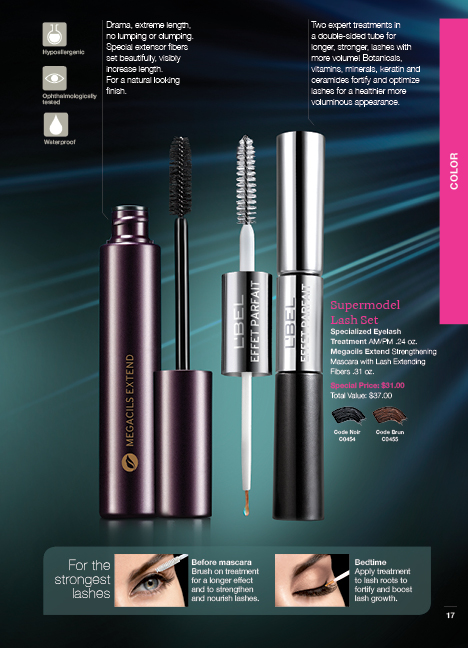 Hypoallergenic
Ophthalmologically
tested
Waterproof
Drama, extreme length,
no lumping or clumping.
Special extensor fibers
set beautifully, visibly
increase length.
For a natural looking
finish.
Two expert treatments in
a double-sided tube for
longer, stronger, lashes with
more volume! Botanicals,
vitamins, minerals, keratin and
ceramides fortify and optimize
lashes for a healthier more
voluminous appearance.
COLOR
MEGACILS EXTEND
L'BEL
EFFET PARFAIT
L'BEL
EFFET PARFAIT
Supermodel
Lash Set
Specialized Eyelash
Treatment AM/PM .24 oz.
Megacils Extend Strengthening
Mascara with Lash Extending
Fibers .31 oz.
Special Price: $31.00
Total Value: $37.00
Code Noir
C0454
Code Brun
C0455
For the
strongest
lashes
Before mascara
Brush on treatment
for a longer effect
and to strengthen
and nourish lashes.
Bedtime
Apply treatment
to lash roots to
fortify and boost
lash growth.
17